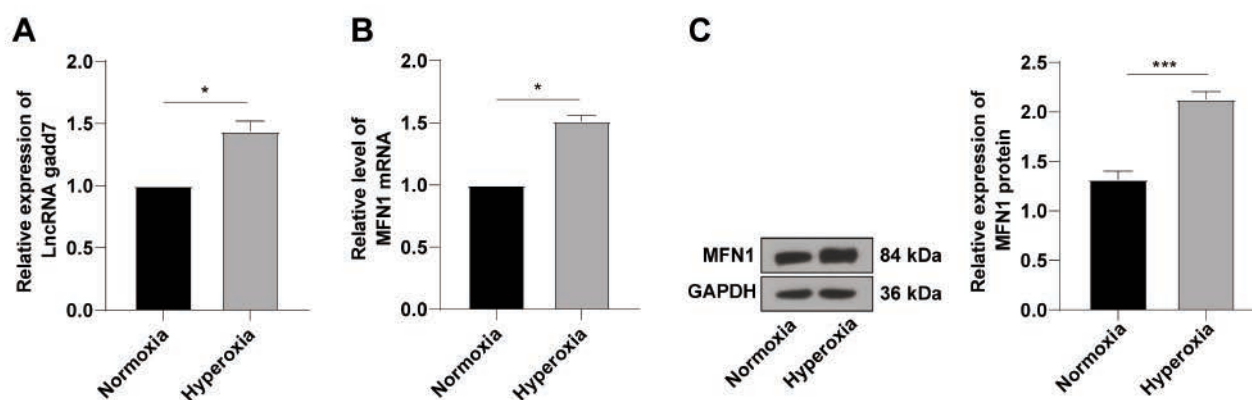 A
Relative expression of
LncRNA gadd7
2.0
1.5
1.0
0.5
0.0
*
Normoxia
Hyperoxia
B
Relative level of
MFN1 mRNA
2.0
1.5
1.0
0.5
0.0
*
Normoxia
Hyperoxia
C
MFN1
84 kDa
GAPDH
36 kDa
Normoxia
Hyperoxia
Relative expression of
MFN1 protein
2.5
2.0
1.5
1.0
0.5
0.0
***
Normoxia
Hyperoxia